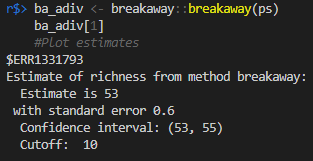 r$> ba_adiv <- breakaway::breakaway(ps)
    ba_adiv[1]
    #Plot estimates
$ERR1331793
Estimate of richness from method breakaway:
  Estimate is 53
 with standard error 0.6
  Confidence interval: (53, 55)
  Cutoff:  10